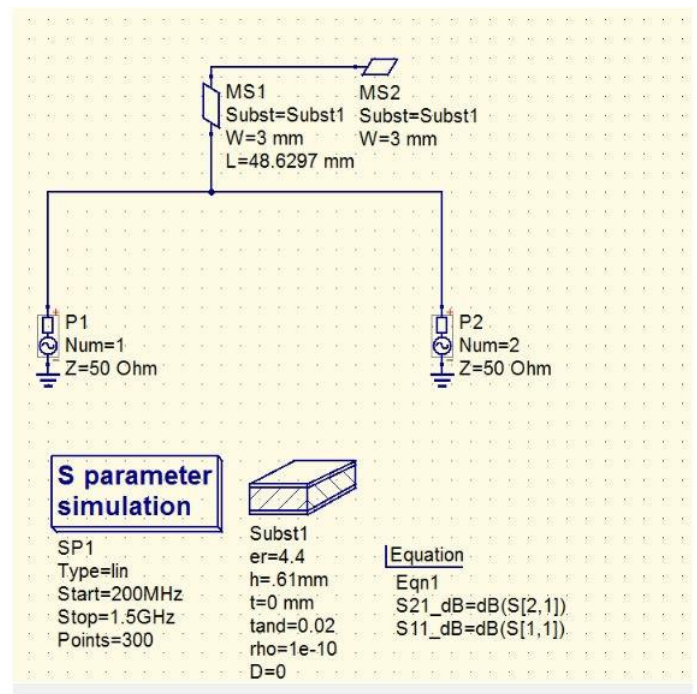 MS1
Subst=Subst1
W=3 mm
L=48.6297 mm
MS2
Subst=Subst1
W=3 mm
P1
Num=1
Z=50 Ohm
P2
Num=2
Z=50 Ohm
S parameter
simulation
SP1
Type=lin
Start=200MHz
Stop=1.5GHz
Points=300
Subst1
er=4.4
h=.61mm
t=0 mm
tand=0.02
rho=1e-10
D=0
Equation
Eqn1
S21_dB=dB(S[2,1])
S11_dB=dB(S[1,1])